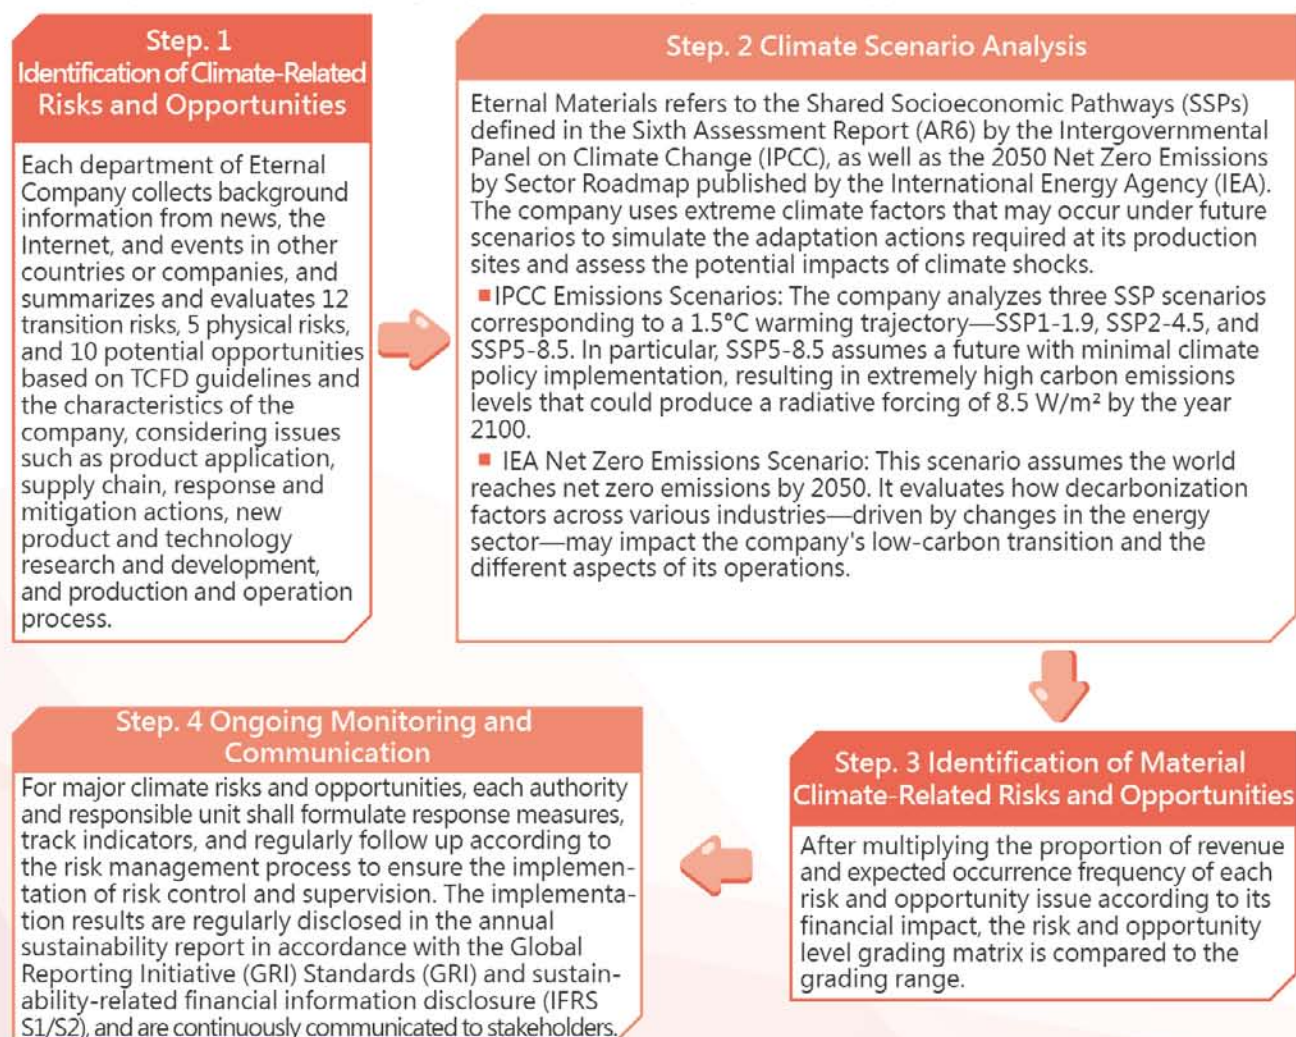 Step. 1
Identification of Climate-Related
Risks and Opportunities
Each department of Eternal
Company collects background
information from news, the
Internet, and events in other
countries or companies, and
summarizes and evaluates 12
transition risks, 5 physical risks,
and 10 potential opportunities
based on TCFD guidelines and
the characteristics of the
company, considering issues
such as product application,
supply chain, response and
mitigation actions, new
product and technology
research and development,
and production and operation
process.
Step. 2 Climate Scenario Analysis
Eternal Materials refers to the Shared Socioeconomic Pathways (SSPs)
defined in the Sixth Assessment Report (AR6) by the Intergovernmental
Panel on Climate Change (IPCC), as well as the 2050 Net Zero Emissions
by Sector Roadmap published by the International Energy Agency (IEA).
The company uses extreme climate factors that may occur under future
scenarios to simulate the adaptation actions required at its production
sites and assess the potential impacts of climate shocks.
■IPCC Emissions Scenarios: The company analyzes three SSP scenarios
corresponding to a 1.5°C warming trajectory—SSP1-1.9, SSP2-4.5, and
SSP5-8.5. In particular, SSP5-8.5 assumes a future with minimal climate
policy implementation, resulting in extremely high carbon emissions
levels that could produce a radiative forcing of 8.5 W/m² by the year
2100.
■ IEA Net Zero Emissions Scenario: This scenario assumes the world
reaches net zero emissions by 2050. It evaluates how decarbonization
factors across various industries—driven by changes in the energy
sector—may impact the company's low-carbon transition and the
different aspects of its operations.
Step. 3 Identification of Material
Climate-Related Risks and Opportunities
After multiplying the proportion of revenue
and expected occurrence frequency of each
risk and opportunity issue according to its
financial impact, the risk and opportunity
level grading matrix is compared to the
grading range.
Step. 4 Ongoing Monitoring and
Communication
For major climate risks and opportunities, each authority
and responsible unit shall formulate response measures,
track indicators, and regularly follow up according to
the risk management process to ensure the implemen-
tation of risk control and supervision. The implementa-
tion results are regularly disclosed in the annual
sustainability report in accordance with the Global
Reporting Initiative (GRI) Standards (GRI) and sustain-
ability-related financial information disclosure (IFRS
S1/S2), and are continuously communicated to stakeholders.